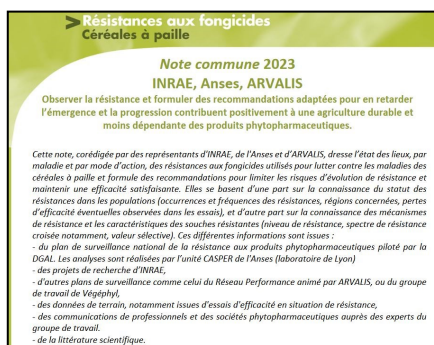 > Résistances aux fongicides
Céréales à paille
Note commune 2023
INRAE, Anses, ARVALIS
Observer la résistance et formuler des recommandations adaptées pour en retarder
l'émergence et la progression contribuent positivement à une agriculture durable et
moins dépendante des produits phytopharmaceutiques.
Cette note, corédigée par des représentants d'INRAE, de l'Anses et d'ARVALIS, dresse l'état des lieux, par
maladie et par mode d'action, des résistances aux fongicides utilisés pour lutter contre les maladies des
céréales à paille et formule des recommandations pour limiter les risques d'évolution de résistance et
maintenir une efficacité satisfaisante. Elles se basent d'une part sur la connaissance du statut des
résistances dans les populations (occurrences et fréquences des résistances, régions concernées, pertes
d'efficacité éventuelles observées dans les essais), et d'autre part sur la connaissance des mécanismes
de résistance et les caractéristiques des souches résistantes (niveau de résistance, spectre de résistance
croisée notamment, valeur sélective). Ces différentes informations sont issues :
- du plan de surveillance national de la résistance aux produits phytopharmaceutiques piloté par la
DGAL. Les analyses sont réalisées par l'unité CASPER de l'Anses (laboratoire de Lyon)
- des projets de recherche d'INRAE,
- d'autres plans de surveillance comme celui du Réseau Performance animé par ARVALIS, ou du groupe
de travail de Végéphyl,
- des données de terrain, notamment issues d'essais d'efficacité en situation de résistance,
- des communications de professionnels et des sociétés phytopharmaceutiques auprès des experts du
groupe de travail.
- de la littérature scientifique.